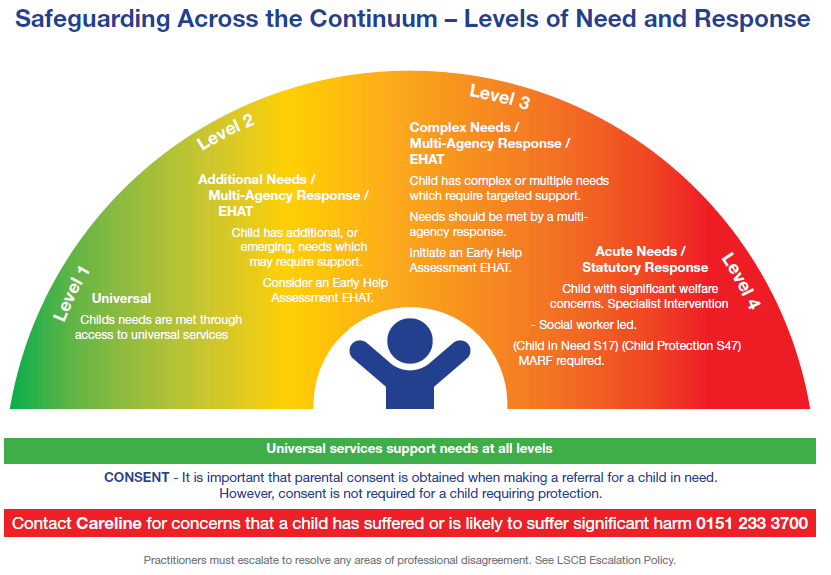 Safeguarding Across the Continuum – Levels of Need and Response
Level 1
Universal
Childs needs are met through
access to universal services
Level 2
Additional Needs /
Multi-Agency Response /
EHAT
Child has additional, or
emerging, needs which
may require support.
Consider an Early Help
Assessment EHAT.
Level 3
Complex Needs /
Multi-Agency Response /
EHAT
Child has complex or multiple needs
which require targeted support.
Needs should be met by a multi-
agency response.
Initiate an Early Help
Assessment EHAT.
Level 4
Acute Needs /
Statutory Response
Child with significant welfare
concerns. Specialist Intervention
- Social worker led.
(Child in Need S17) (Child Protection S47)
MARF required.
Universal services support needs at all levels
CONSENT - It is important that parental consent is obtained when making a referral for a child in need.
However, consent is not required for a child requiring protection.
Contact Careline for concerns that a child has suffered or is likely to suffer significant harm 0151 233 3700
Practitioners must escalate to resolve any areas of professional disagreement. See LSCB Escalation Policy.